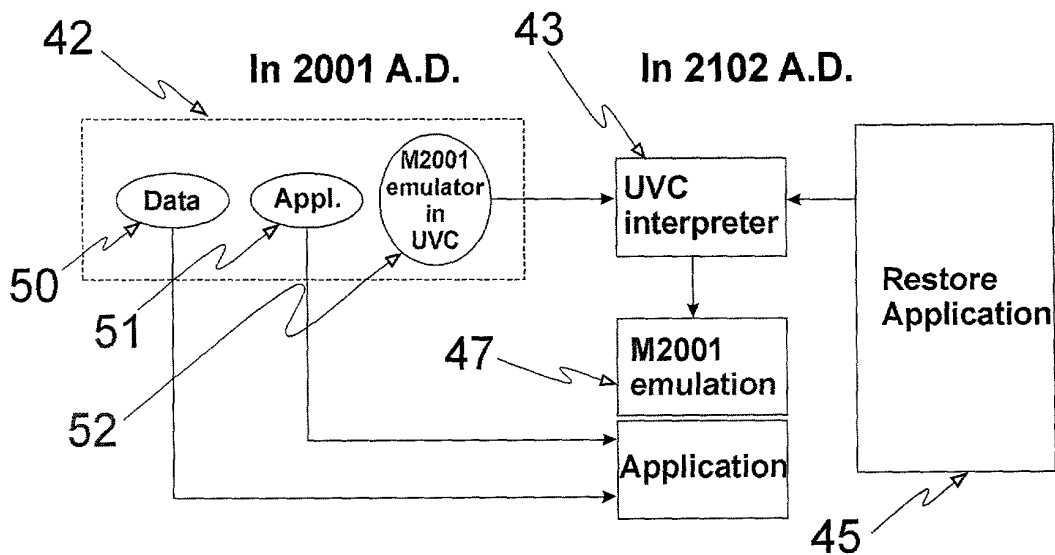 42
In 2001 A.D.
43
In 2102 A.D.
Data
Appl.
M2001
emulator
in
UVC
UVC
interpreter
50
51
52
47
M2001
emulation
Application
Restore
Application
45